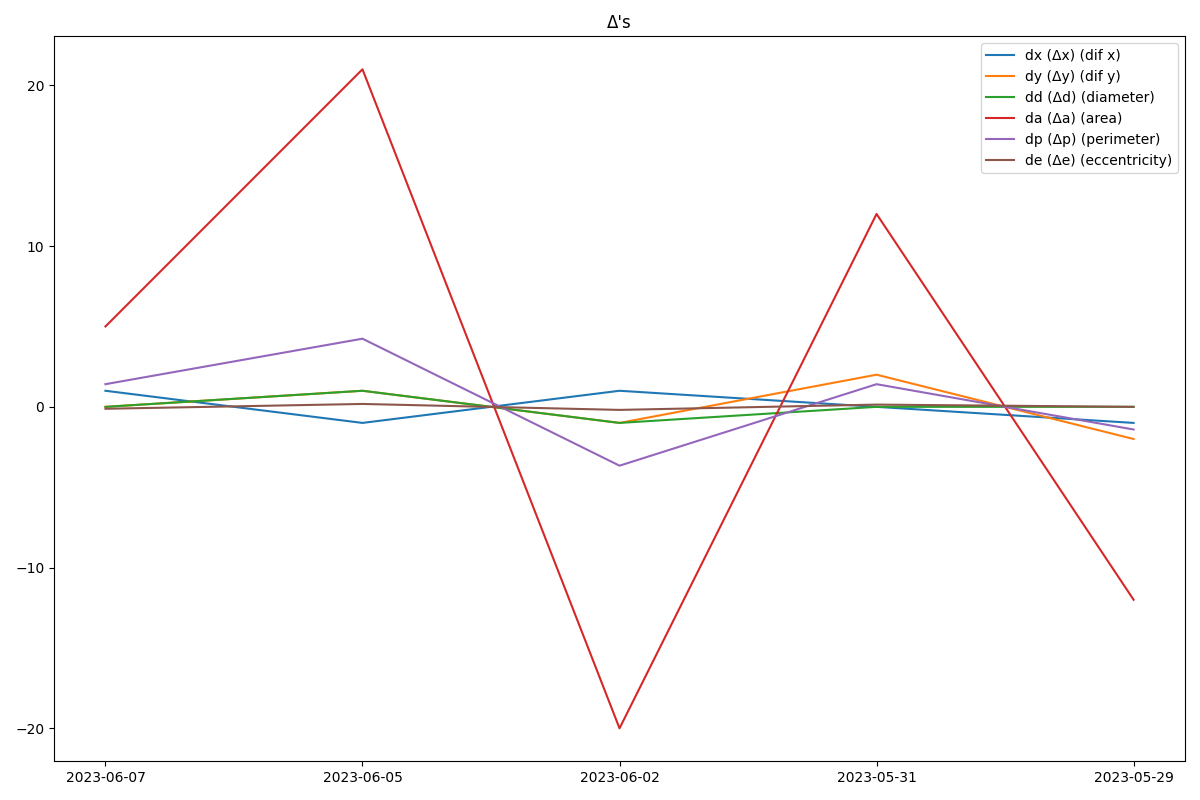 Δ's
dx (Δx) (dif x)
dy (Δy) (dif y)
dd (Δd) (diameter)
da (Δa) (area)
dp (Δp) (perimeter)
de (Δe) (eccentricity)
20
10
0
−10
−20
2023-06-07 2023-06-05 2023-06-02 2023-05-31 2023-05-29